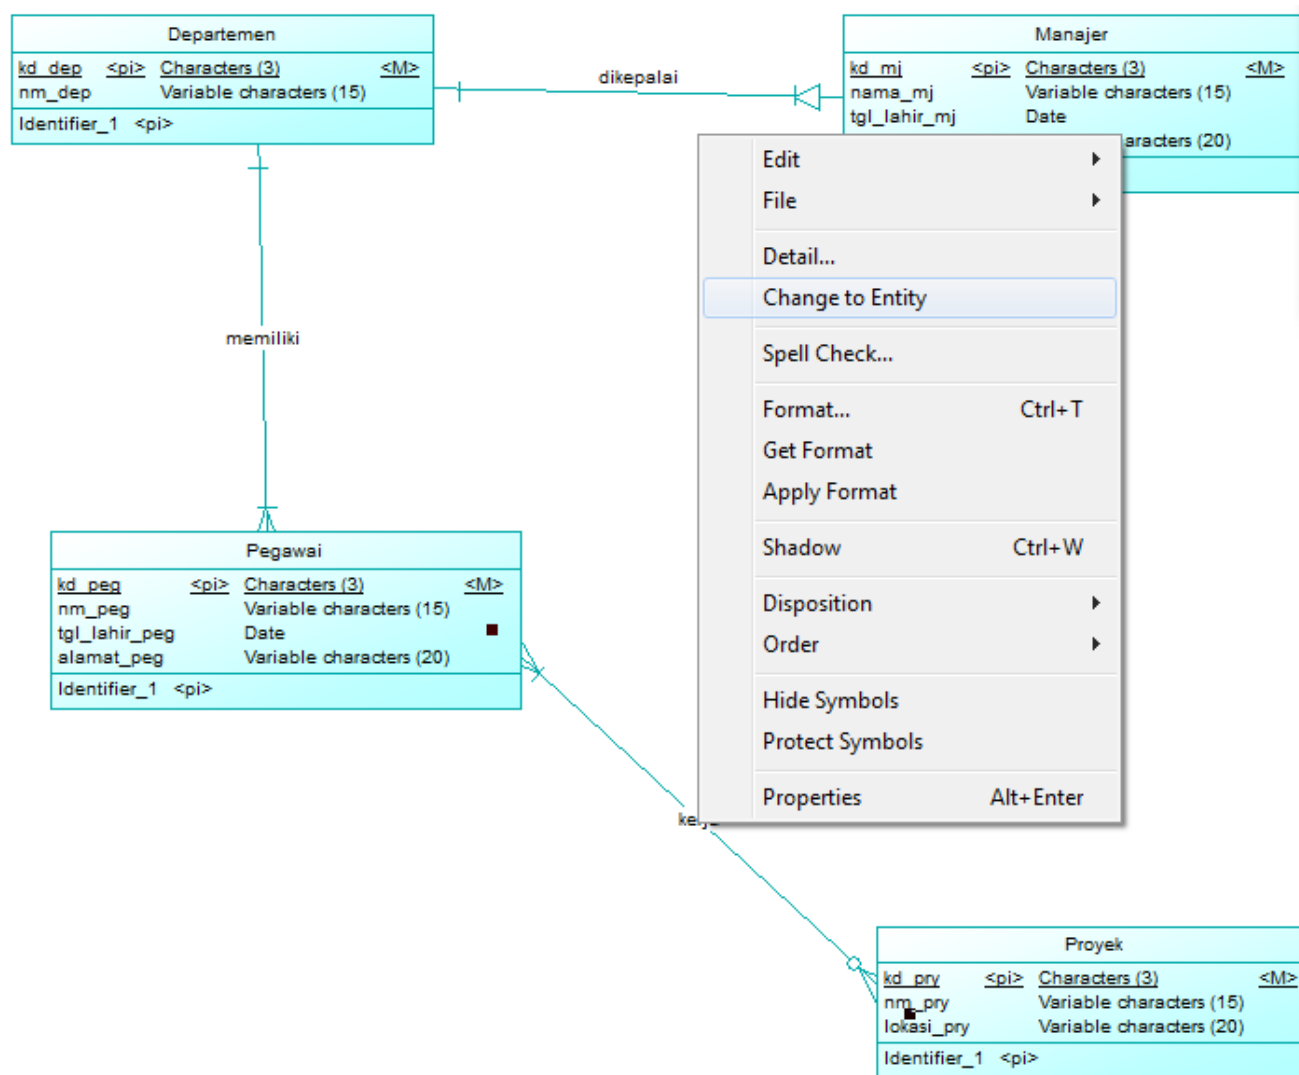 Departemen
kd_dep <pi> Characters (3) <M>
nm_dep Variable characters (15)
Identifier_1 <pi>
dikepalai
Manajer
kd_mj <pi> Characters (3) <M>
nama_mj Variable characters (15)
tgl_lahir_mj Date
aracters (20)
Edit
File
Detail...
Change to Entity
Spell Check...
Format... Ctrl+T
Get Format
Apply Format
Shadow Ctrl+W
Disposition
Order
Hide Symbols
Protect Symbols
Properties Alt+Enter
memiliki
Pegawai
kd_peg <pi> Characters (3) <M>
nm_peg Variable characters (15)
tgl_lahir_peg Date
alamat_peg Variable characters (20)
Identifier_1 <pi>
Proyek
kd_pry <pi> Characters (3) <M>
nm_pry Variable characters (15)
lokasi_pry Variable characters (20)
Identifier_1 <pi>